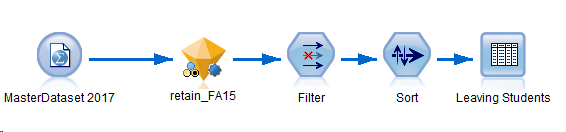 MasterDataset 2017
retain_FA15
Filter
Sort
Leaving Students